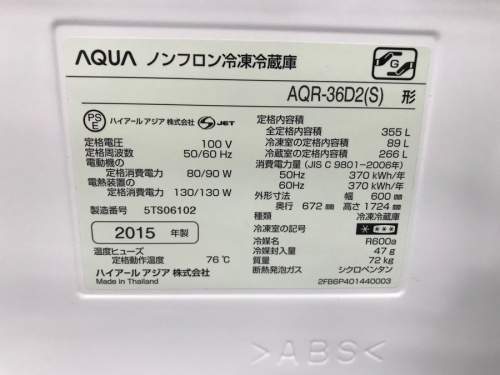 AQUA ノンフロン冷凍冷蔵庫
G
AQR-36D2(S) 形
PS
E
ハイアール アジア 株式会社 S JET
定格電圧 100 V
定格周波数 50/60 Hz
電動機の
定格消費電力 80/90 W
電熱装置の
定格消費電力 130/130 W
製造番号 5TS06102
2015 年製
温度ヒューズ
定格動作温度 76 ℃
ハイアール アジア 株式会社
Made in Thailand
定格内容積
全定格内容積 355 L
冷凍室の定格内容積 89 L
冷蔵室の定格内容積 266 L
消費電力量 (JIS C 9801−2006年)
50Hz 370 kWh/年
60Hz 370 kWh/年
外形寸法 幅 600 mm
奥行 672 mm 高さ 1724 mm
種類 冷凍冷蔵庫
冷凍室の記号 * ***
冷媒名 R600a
冷媒封入量 47 g
質量 72 kg
断熱発泡ガス シクロペンタン
2FB6P401440003
>ABS<